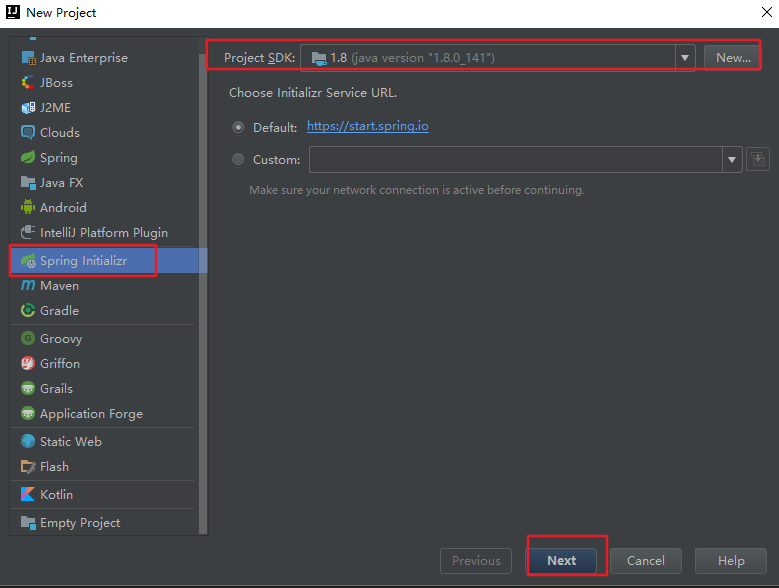 New Project
Java Enterprise
JBoss
J2ME
Clouds
Spring
Java FX
Android
IntelliJ Platform Plugin
Spring Initializr
Maven
Gradle
Groovy
Griffon
Grails
Application Forge
Static Web
Flash
Kotlin
Empty Project
Project SDK: 1.8 (java version "1.8.0_141") New...
Choose Initializr Service URL.
Default: https://start.spring.io
Custom:
Make sure your network connection is active before continuing.
Previous Next Cancel Help